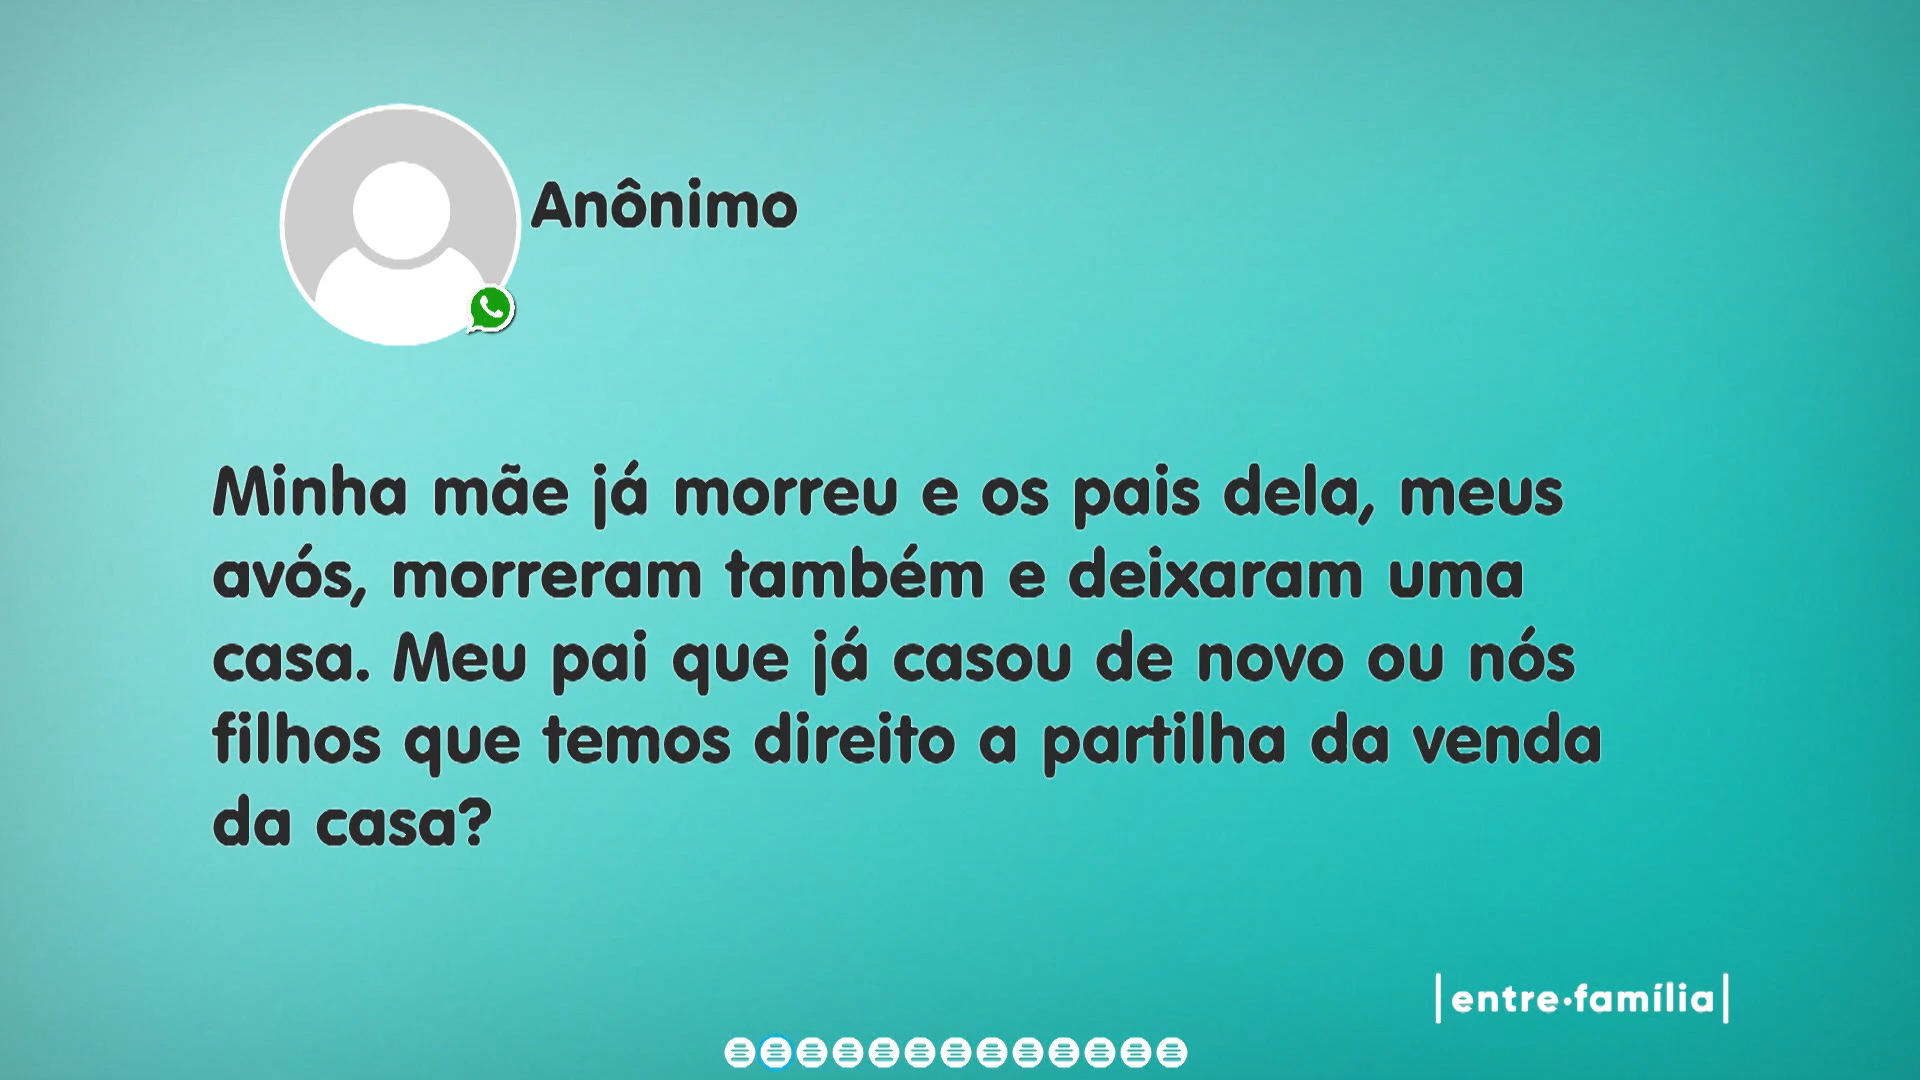 Anônimo
Minha mãe já morreu e os pais dela, meus
avós, morreram também e deixaram uma
casa. Meu pai que já casou de novo ou nós
filhos que temos direito a partilha da venda
da casa?
|entre•família|